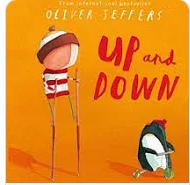 From international bestseller
OLIVER JEFFERS
UP and
DOWN